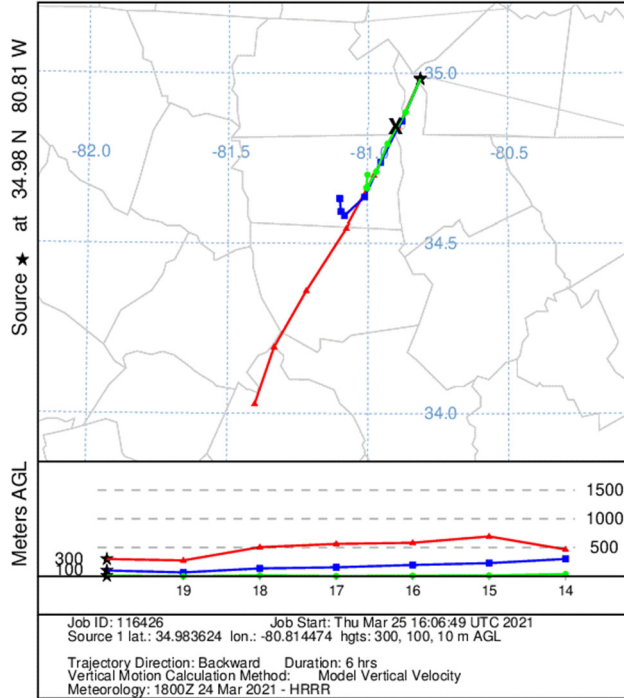 Source ★ at 34.98 N 80.81 W
35.0
-82.0 -81.5 -81.0 -80.5
X
34.5
34.0
Meters AGL
1500
1000
500
300
100
19 18 17 16 15 14
Job ID: 116426 Job Start: Thu Mar 25 16:06:49 UTC 2021
Source 1 lat.: 34.983624 lon.: -80.814474 hgts: 300, 100, 10 m AGL
Trajectory Direction: Backward Duration: 6 hrs
Vertical Motion Calculation Method: Model Vertical Velocity
Meteorology: 1800Z 24 Mar 2021 - HRRR